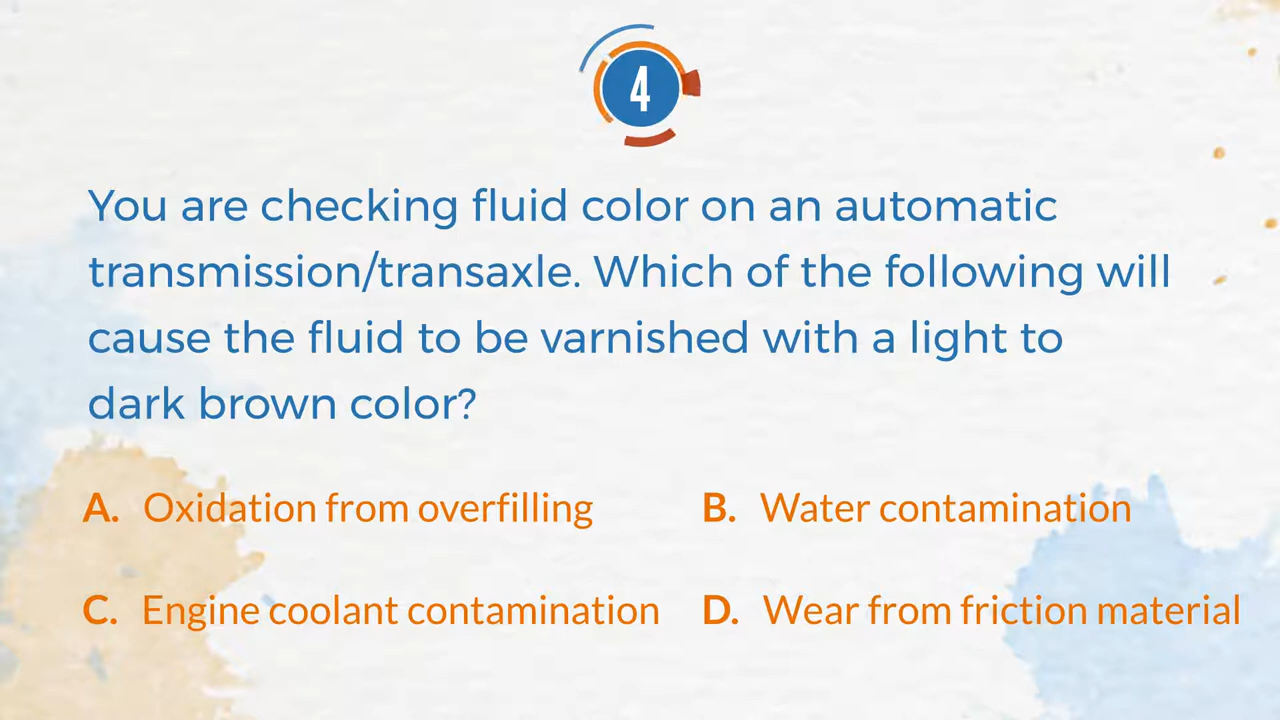 4
You are checking fluid color on an automatic
transmission/transaxle. Which of the following will
cause the fluid to be varnished with a light to
dark brown color?
A. Oxidation from overfilling
B. Water contamination
C. Engine coolant contamination
D. Wear from friction material